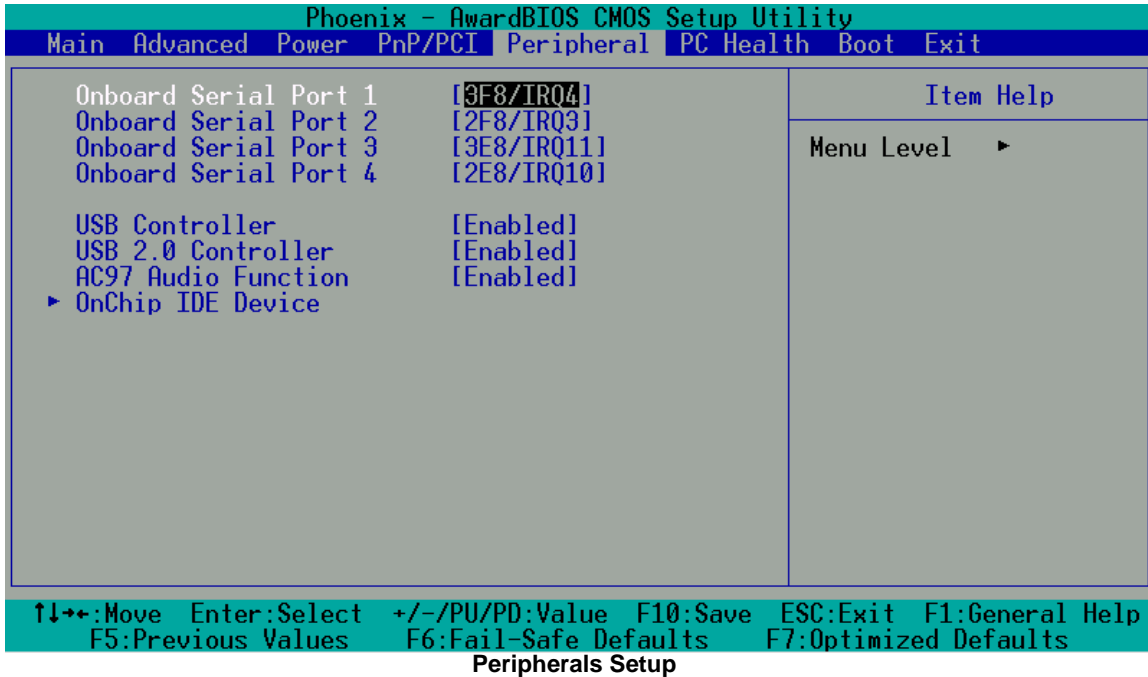 Phoenix - AwardBIOS CMOS Setup Utility
Main Advanced Power PnP/PCI Peripheral PC Health Boot Exit
Onboard Serial Port 1 [3F8/IRQ4]
Onboard Serial Port 2 [2F8/IRQ3]
Onboard Serial Port 3 [3E8/IRQ11]
Onboard Serial Port 4 [2E8/IRQ10]
USB Controller [Enabled]
USB 2.0 Controller [Enabled]
AC97 Audio Function [Enabled]
▶ OnChip IDE Device
Item Help
Menu Level ▶
↑↓→←:Move Enter:Select +/-/PU/PD:Value F10:Save ESC:Exit F1:General Help
F5:Previous Values F6:Fail-Safe Defaults F7:Optimized Defaults
Peripherals Setup